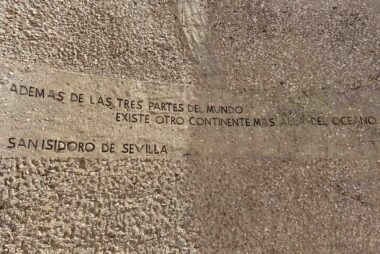 ADEMAS DE LAS TRES PARTES DEL MUNDO
EXISTE OTRO CONTINENTE MAS ALLA DEL OCEANO
SAN ISIDORO DE SEVILLA